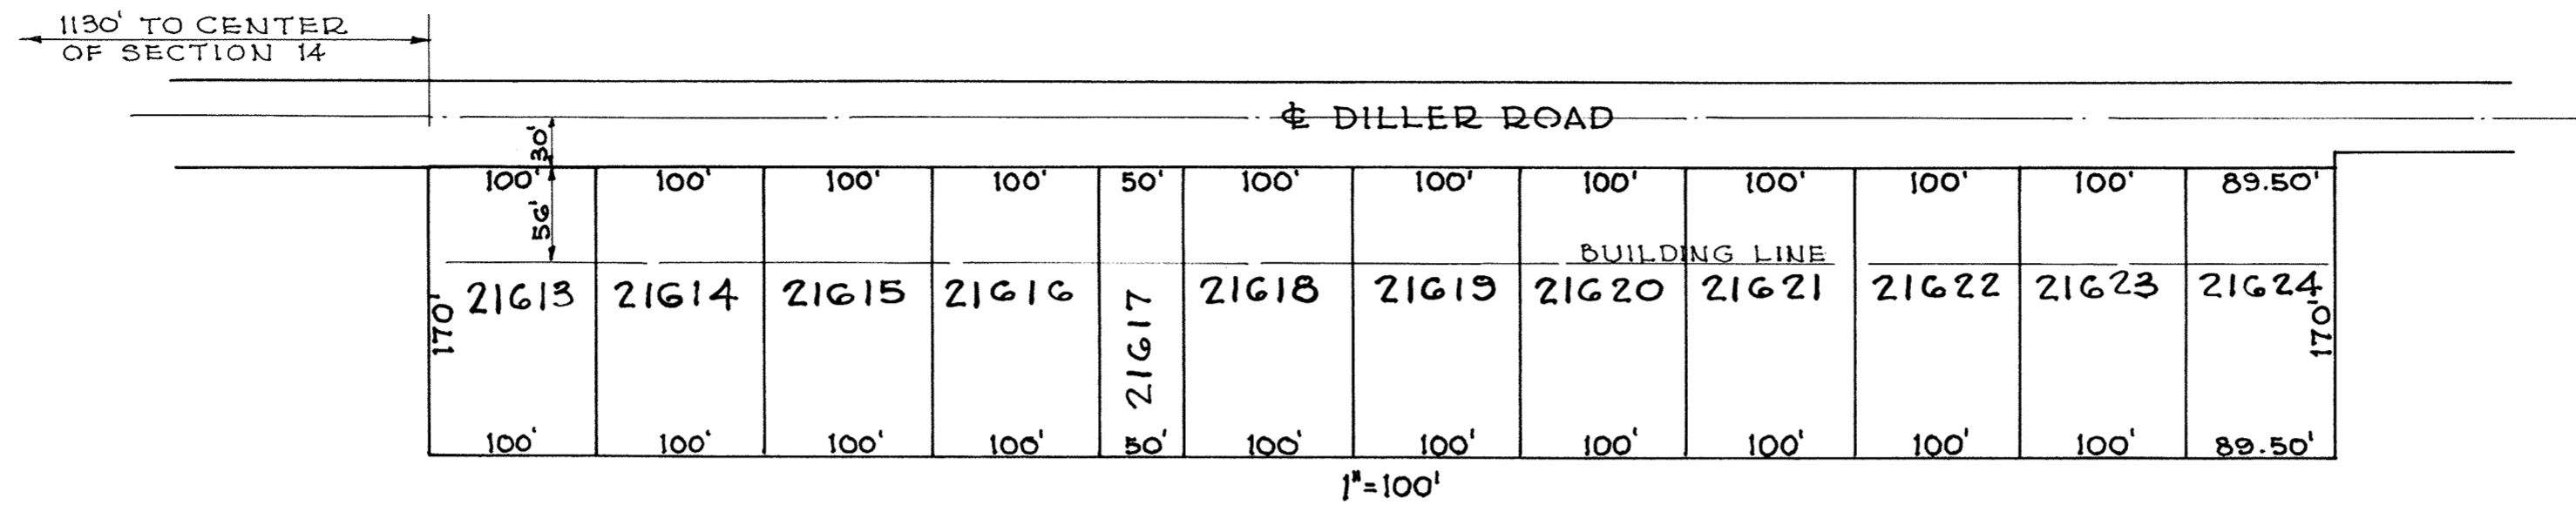 1130' TO CENTER
OF SECTION 14
℄ DILLER ROAD
30'
100' 100' 100' 100' 50' 100' 100' 100' 100' 100' 100' 89.50'
56'
BUILDING LINE
21613 21614 21615 21616 21617 21618 21619 21620 21621 21622 21623 21624
170' 170'
100' 100' 100' 100' 50' 100' 100' 100' 100' 100' 100' 89.50'
1"=100'